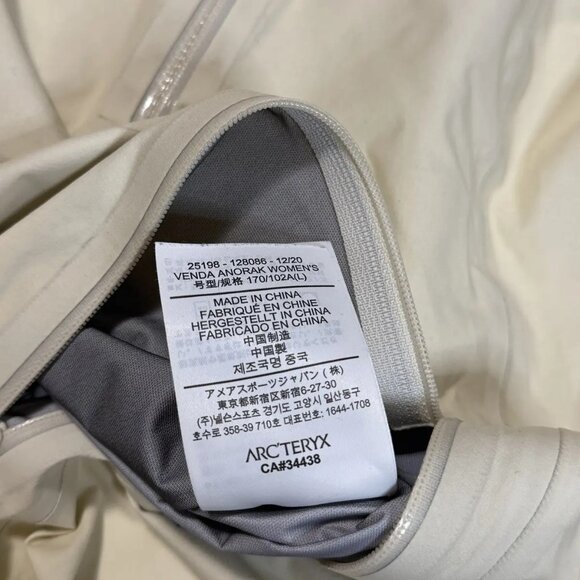 25198 - 128086 - 12/20
VENDA ANORAK WOMEN'S
号型/规格 170/102A(L)
MADE IN CHINA
FABRIQUÉ EN CHINE
HERGESTELLT IN CHINA
FABRICADO EN CHINA
中国制造
中国製
제조국명 중국
アメアスポーツジャパン (株)
東京都新宿区新宿6-27-30
(주)넬슨스포츠 경기도 고양시 일산동구
호수로 358-39 710호 대표번호: 1644-1708
ARC'TERYX
CA#34438